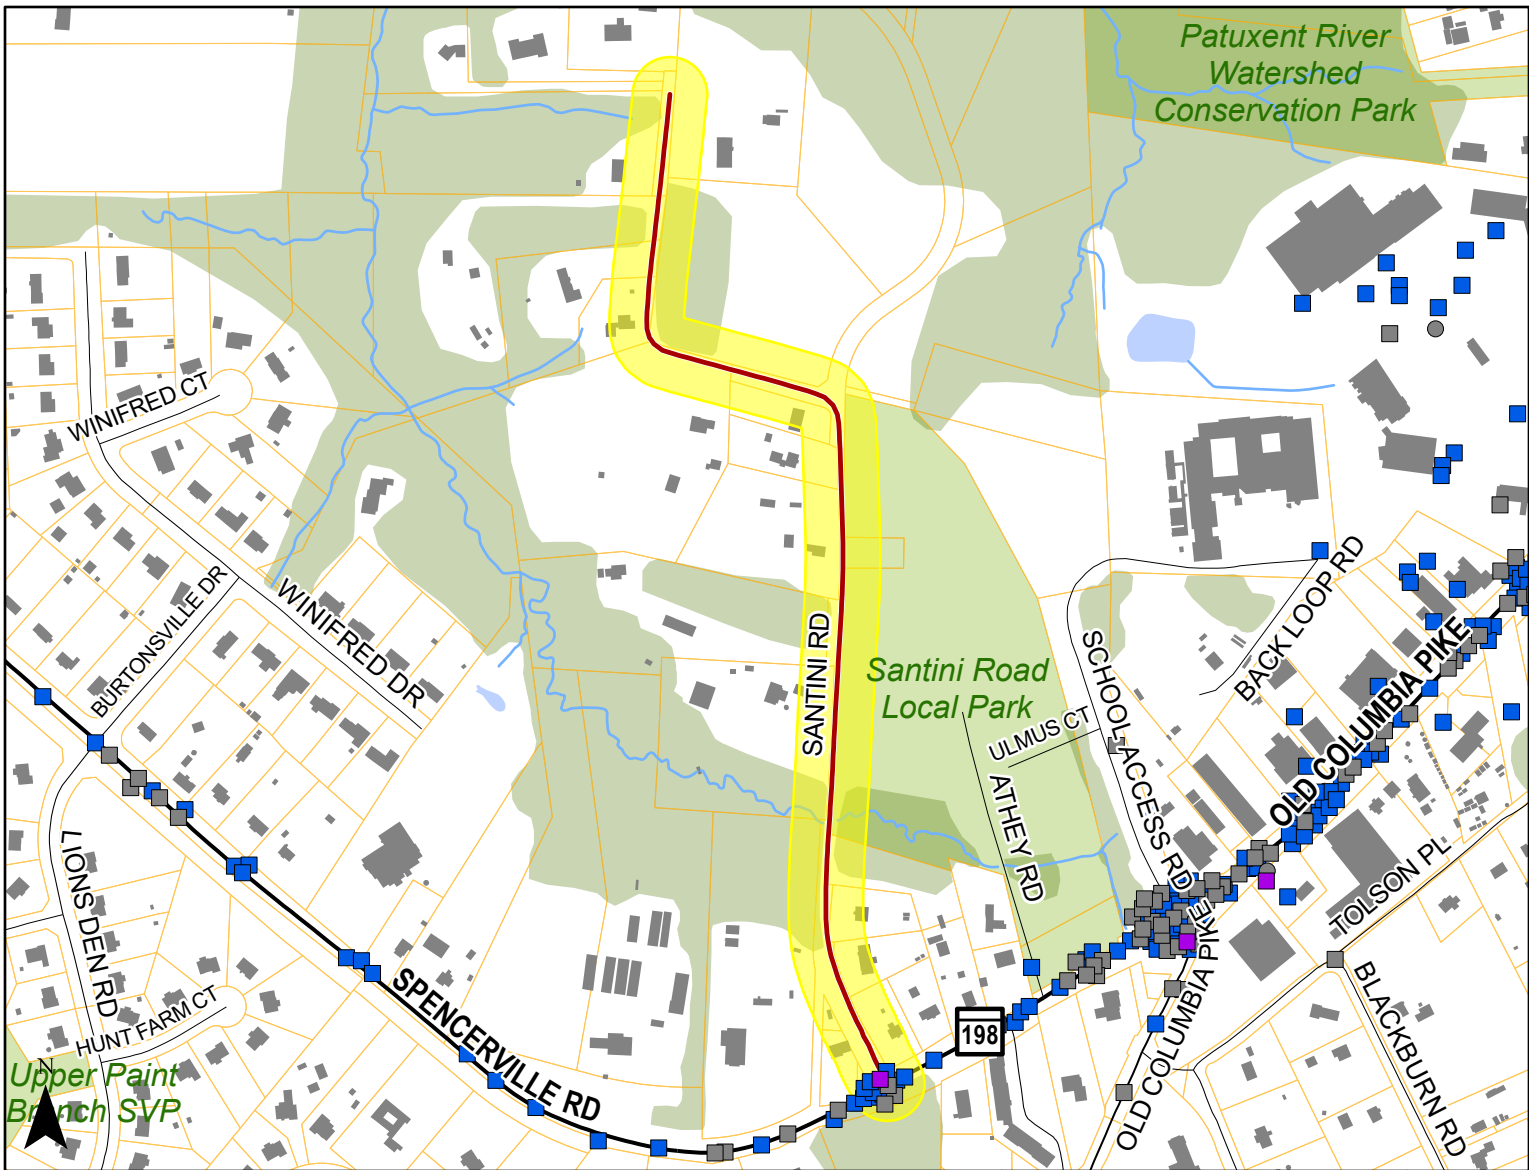 Patuxent River
Watershed
Conservation Park
WINIFRED CT
BURTONSVILLE DR
WINIFRED DR
SANTINI RD
Santini Road
Local Park
ULMUS CT
ATHEY RD
SCHOOL ACCESS RD
BACK LOOP RD
OLD COLUMBIA PIKE
TOLSON PL
LIONS DEN RD
HUNT FARM CT
SPENCERVILLE RD
198
OLD COLUMBIA PIKE
BLACKBURN RD
N
Upper Paint
Branch SVP